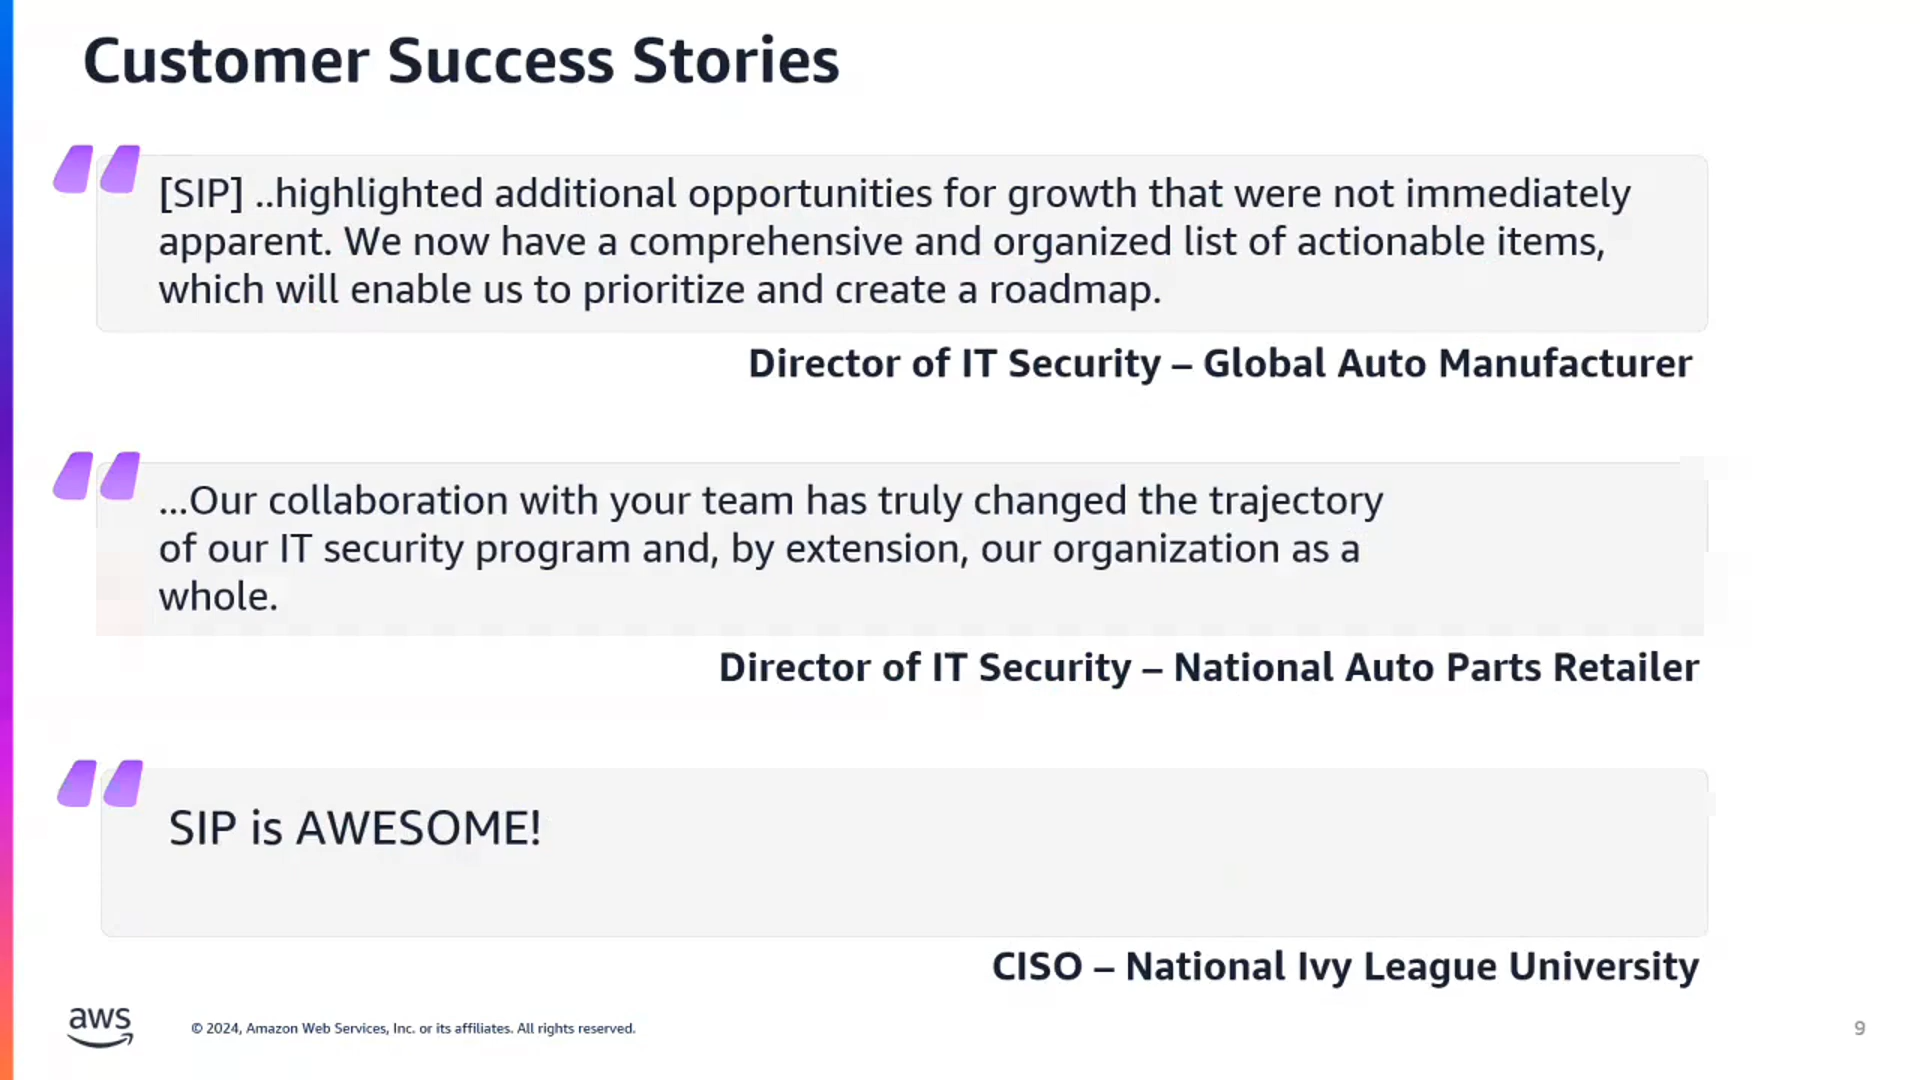 Customer Success Stories
[SIP] ..highlighted additional opportunities for growth that were not immediately
apparent. We now have a comprehensive and organized list of actionable items,
which will enable us to prioritize and create a roadmap.
Director of IT Security – Global Auto Manufacturer
...Our collaboration with your team has truly changed the trajectory
of our IT security program and, by extension, our organization as a
whole.
Director of IT Security – National Auto Parts Retailer
SIP is AWESOME!
CISO – National Ivy League University
aws
© 2024, Amazon Web Services, Inc. or its affiliates. All rights reserved.
9